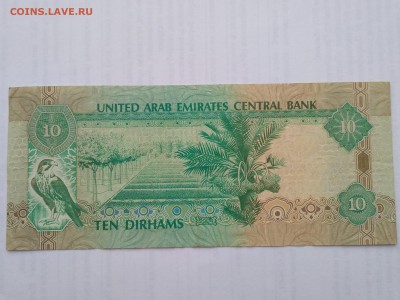 COINS.LAVE.RU
UNITED ARAB EMIRATES CENTRAL BANK
10
10
10
TEN DIRHAMS